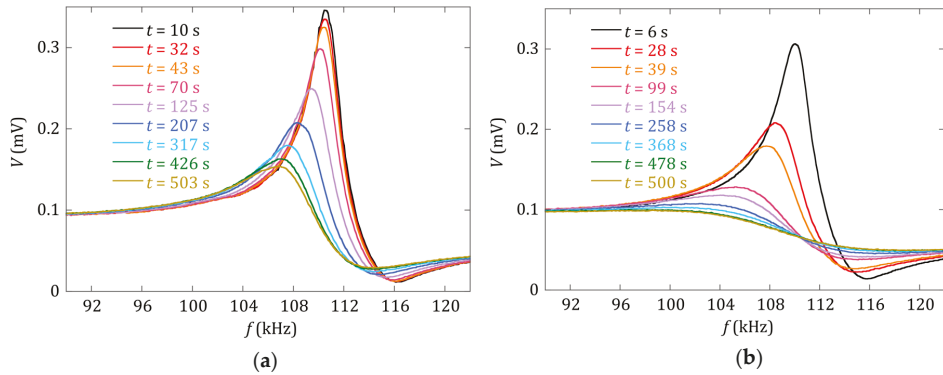 (a)
V (mV)
0.3
0.2
0.1
0
t = 10 s
t = 32 s
t = 43 s
t = 70 s
t = 125 s
t = 207 s
t = 317 s
t = 426 s
t = 503 s
92 96 100 104 108 112 116 120
f (kHz)
(b)
V (mV)
0.3
0.2
0.1
0
t = 6 s
t = 28 s
t = 39 s
t = 99 s
t = 154 s
t = 258 s
t = 368 s
t = 478 s
t = 500 s
92 96 100 104 108 112 116 120
f (kHz)